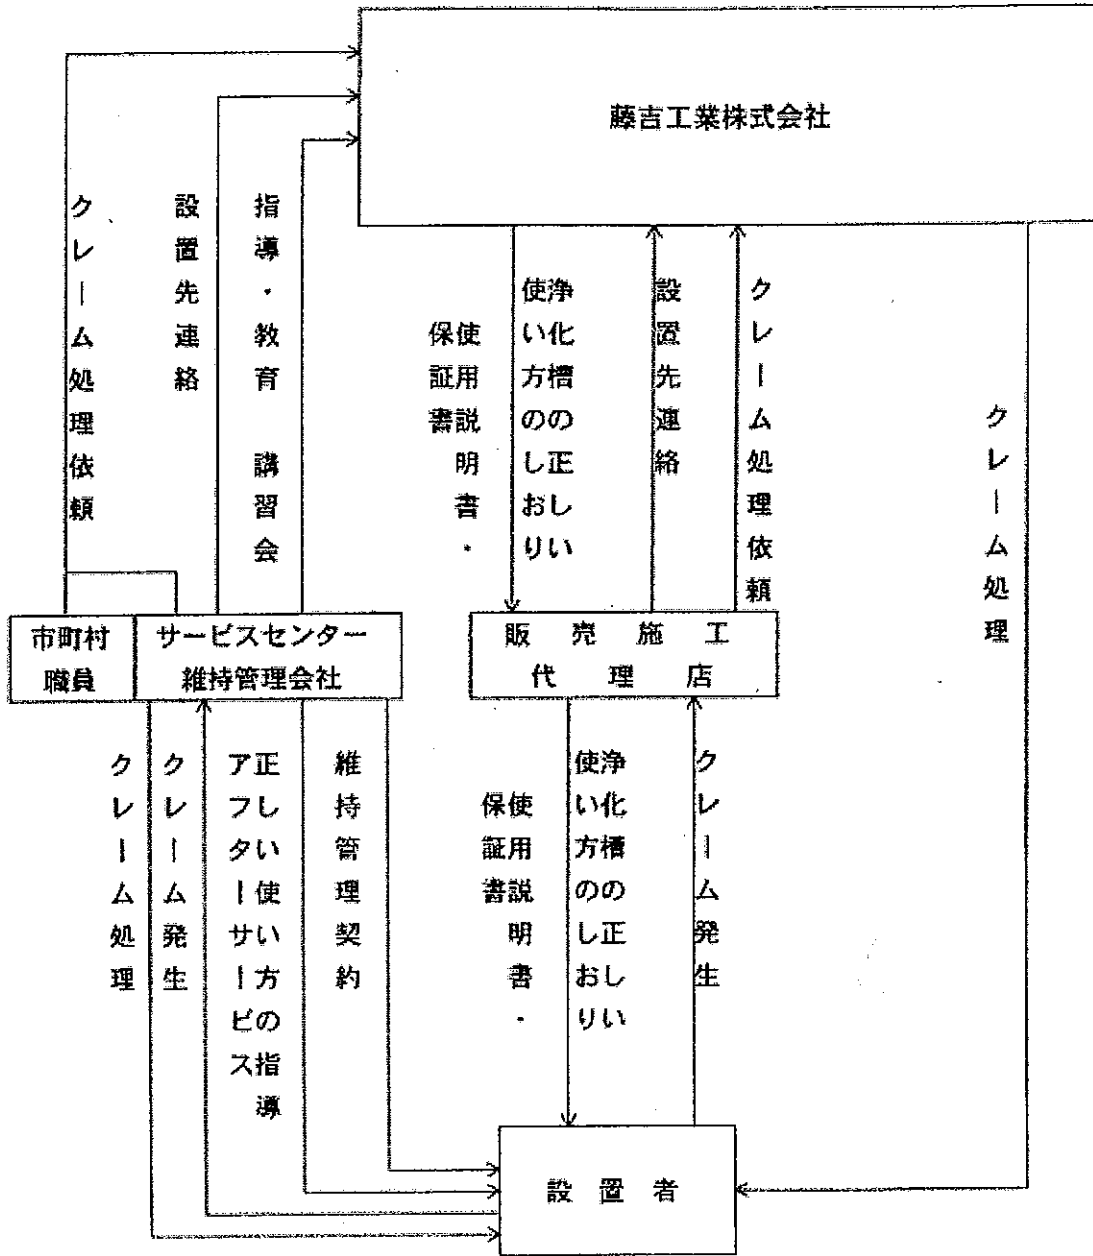 藤吉工業株式会社
クレーム処理依頼
設置先連絡
指導・教育　講習会
浄化槽の正しい
使い方のしおり
使用説明書・
保証書
設置先連絡
クレーム処理依頼
クレーム処理
市町村
職員
サービスセンター
維持管理会社
販売施工
代理店
クレーム処理
クレーム発生
正しい使い方の指導
アフターサービス
維持管理契約
浄化槽の正しい
使い方のしおり
使用説明書・
保証書
クレーム発生
設置者